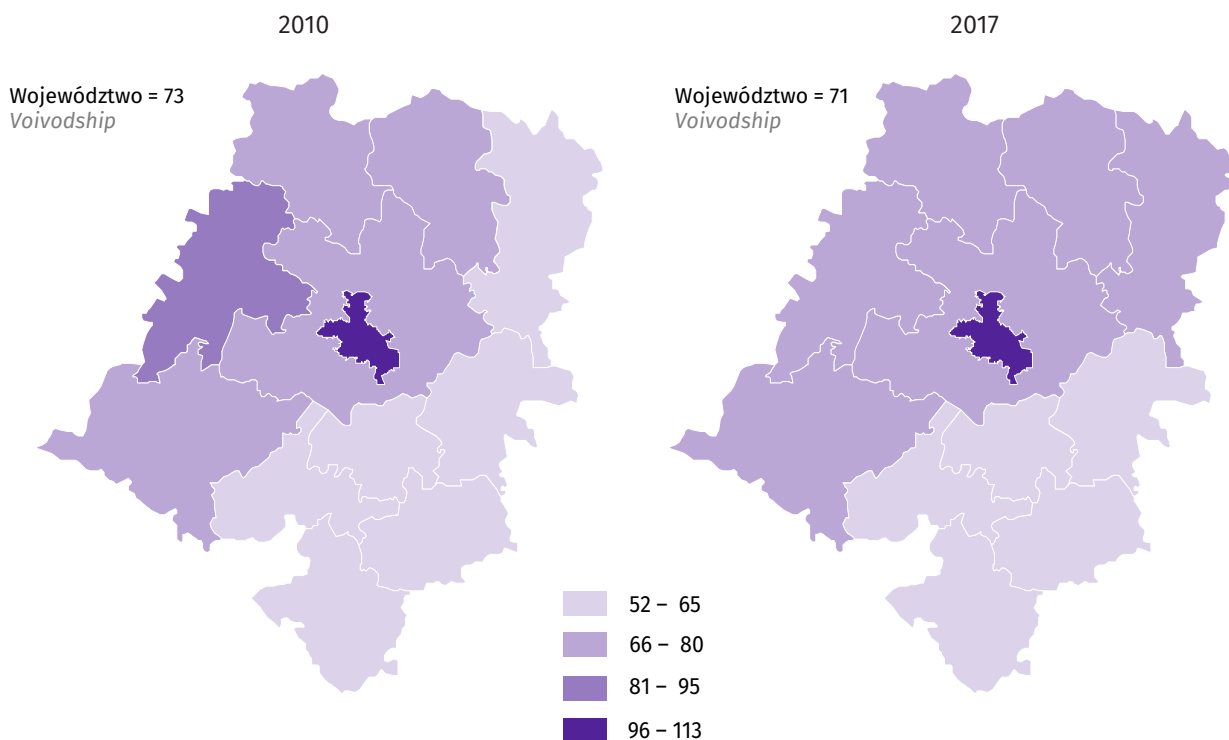 2010
2017
Województwo = 73
Voivodship
Województwo = 71
Voivodship
52 – 65
66 – 80
81 – 95
96 – 113